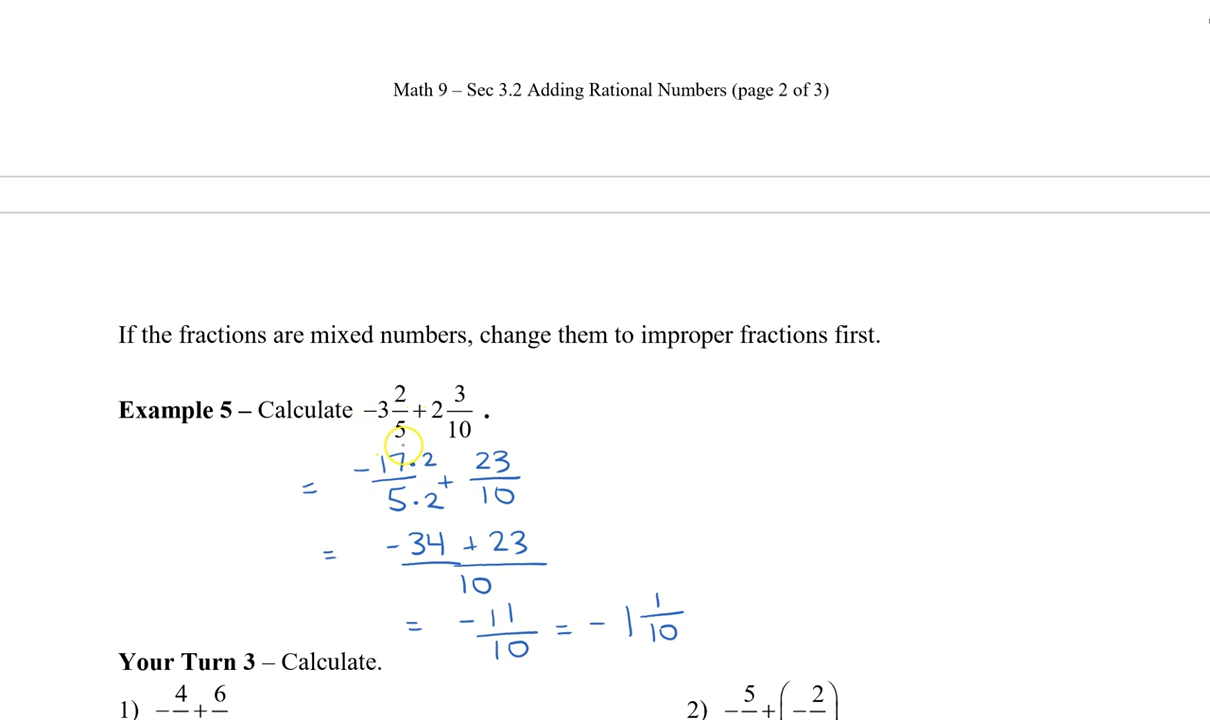 Math 9 – Sec 3.2 Adding Rational Numbers (page 2 of 3)
If the fractions are mixed numbers, change them to improper fractions first.
Example 5 – Calculate −3 2/5 + 2 3/10 .
= −17·2/5·2 + 23/10
= −34 + 23/10
= −11/10 = −1 1/10
Your Turn 3 – Calculate.
1) −4/ + 6/
2) −5/ + (−2/)